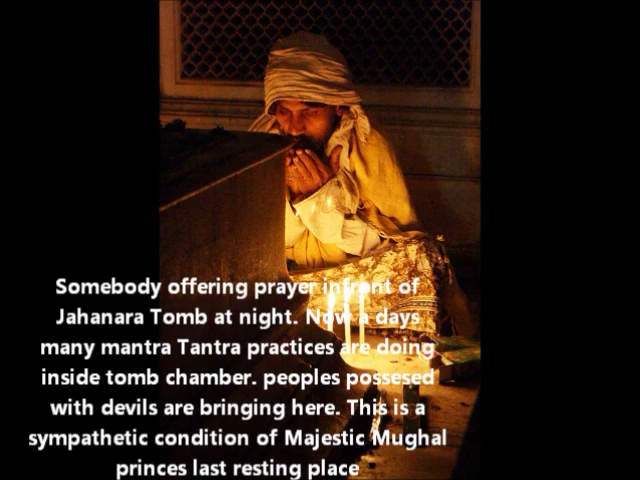 Somebody offering prayer infront of
Jahanara Tomb at night. Now a days
many mantra Tantra practices are doing
inside tomb chamber. peoples possesed
with devils are bringing here. This is a
sympathetic condition of Majestic Mughal
princes last resting place